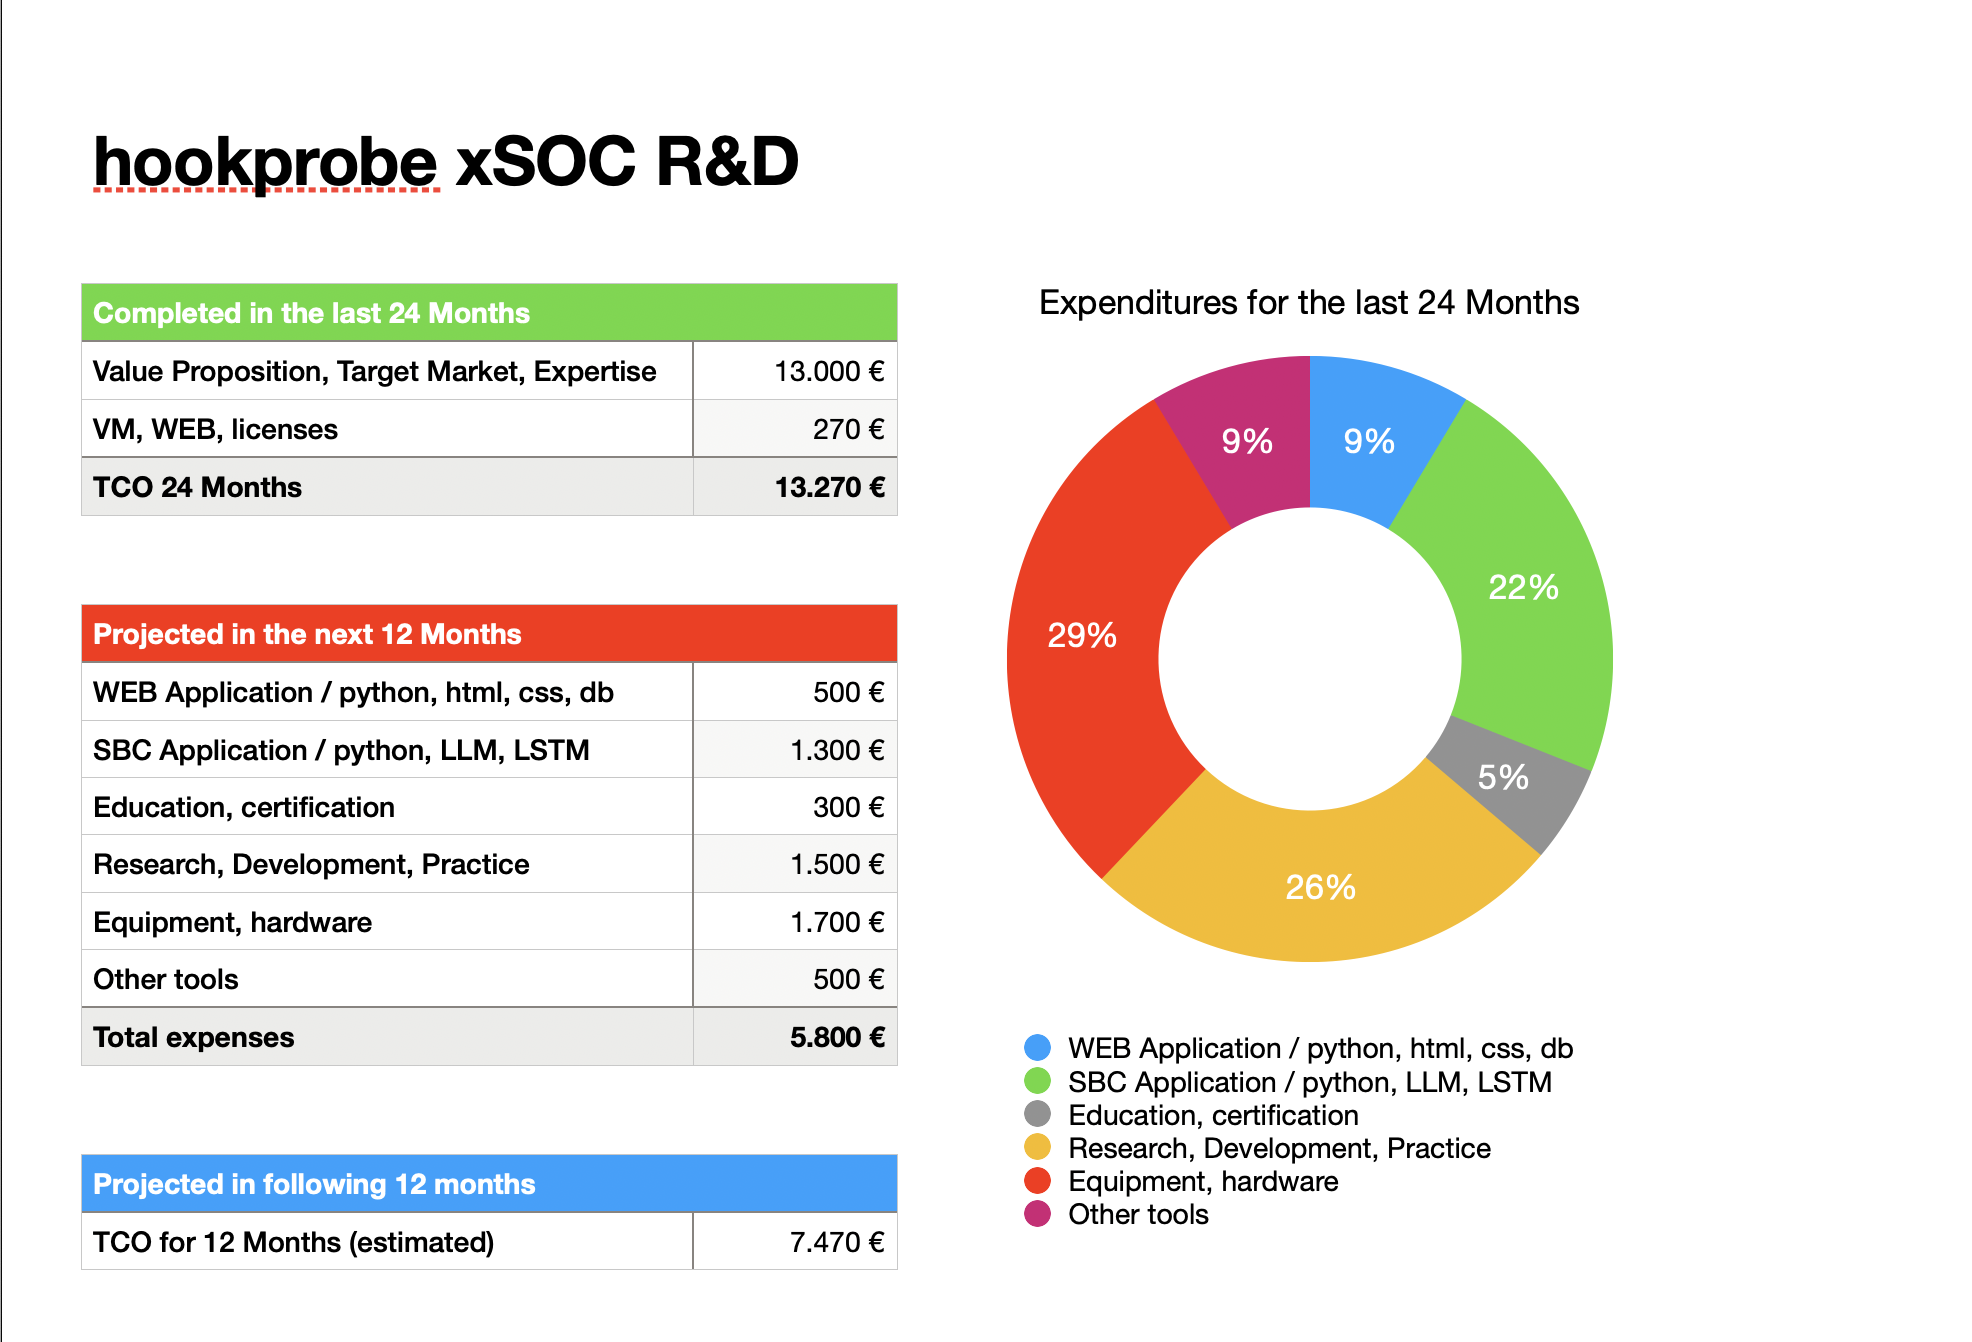 hookprobe xSOC R&D
Completed in the last 24 Months
Value Proposition, Target Market, Expertise 13.000 €
VM, WEB, licenses 270 €
TCO 24 Months 13.270 €
Projected in the next 12 Months
WEB Application / python, html, css, db 500 €
SBC Application / python, LLM, LSTM 1.300 €
Education, certification 300 €
Research, Development, Practice 1.500 €
Equipment, hardware 1.700 €
Other tools 500 €
Total expenses 5.800 €
Projected in following 12 months
TCO for 12 Months (estimated) 7.470 €
Expenditures for the last 24 Months
9%
9%
22%
29%
5%
26%
WEB Application / python, html, css, db
SBC Application / python, LLM, LSTM
Education, certification
Research, Development, Practice
Equipment, hardware
Other tools